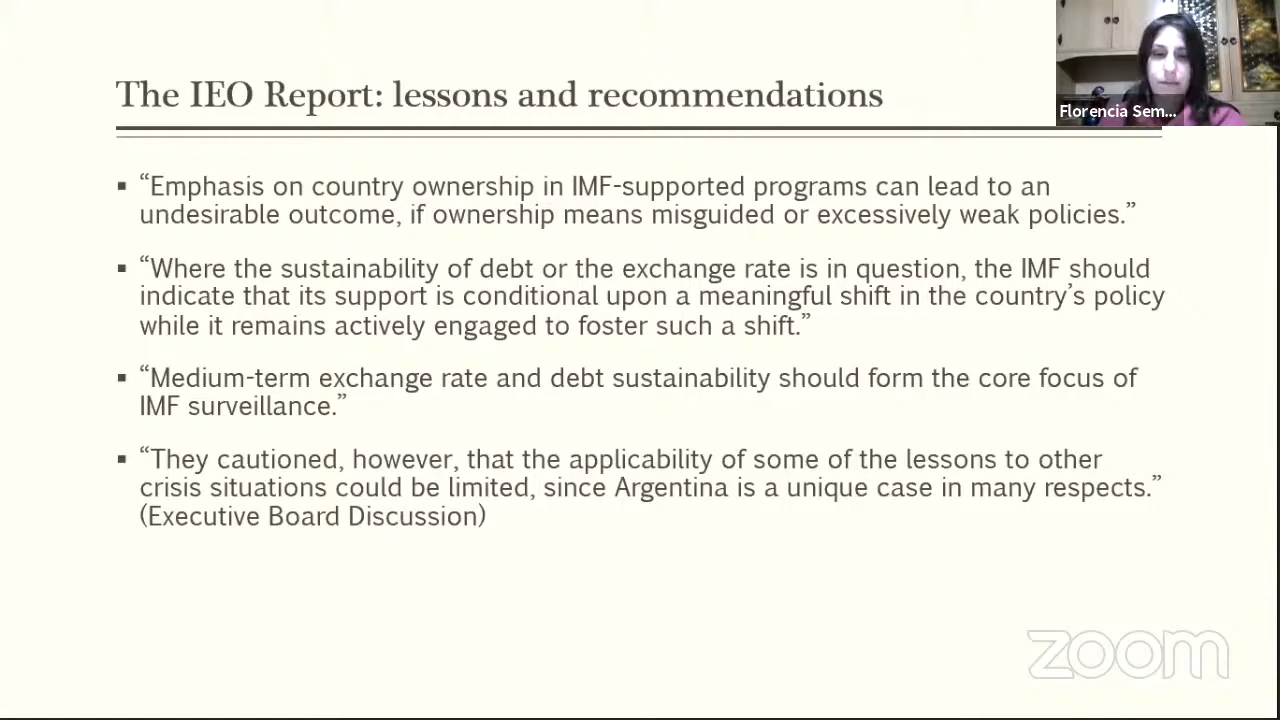 The IEO Report: lessons and recommendations
Florencia Sem...
▪ “Emphasis on country ownership in IMF-supported programs can lead to an
undesirable outcome, if ownership means misguided or excessively weak policies.”
▪ “Where the sustainability of debt or the exchange rate is in question, the IMF should
indicate that its support is conditional upon a meaningful shift in the country’s policy
while it remains actively engaged to foster such a shift.”
▪ “Medium-term exchange rate and debt sustainability should form the core focus of
IMF surveillance.”
▪ “They cautioned, however, that the applicability of some of the lessons to other
crisis situations could be limited, since Argentina is a unique case in many respects.”
(Executive Board Discussion)
zoom